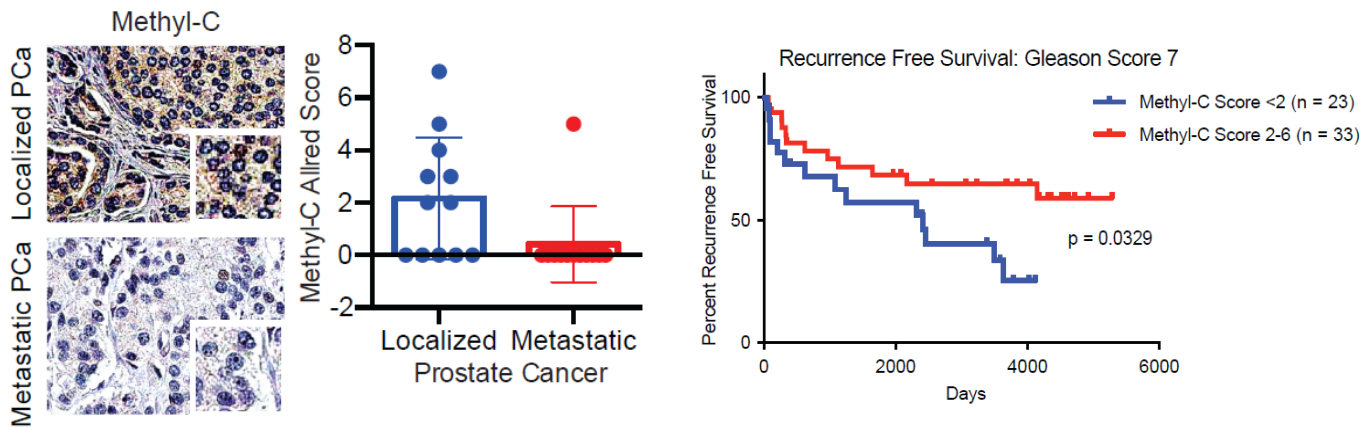 Methyl-C
Localized PCa
Metastatic PCa
Methyl-C Allred Score
8
6
4
2
0
-2
Localized Metastatic
Prostate Cancer
Recurrence Free Survival: Gleason Score 7
Percent Recurrence Free Survival
100
50
0
0 2000 4000 6000
Days
Methyl-C Score <2 (n = 23)
Methyl-C Score 2-6 (n = 33)
p = 0.0329